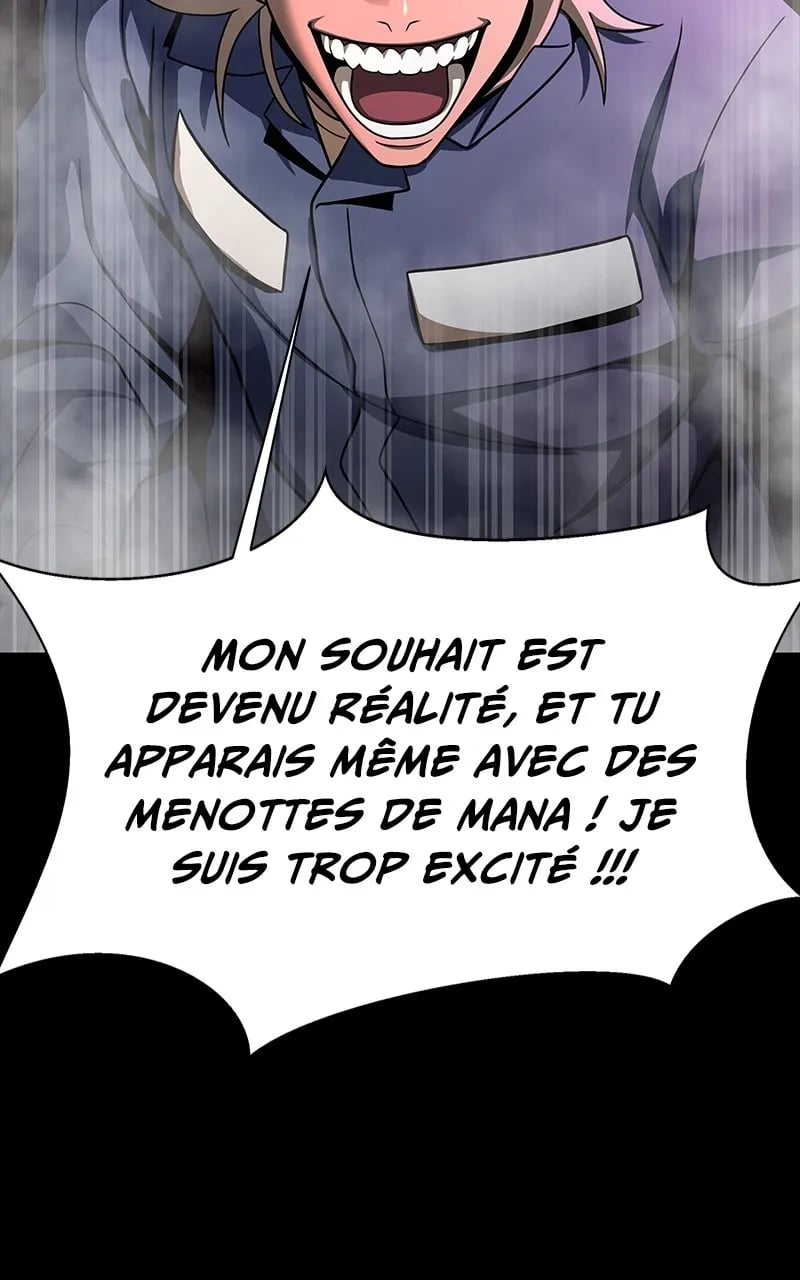 MON SOUHAIT EST
DEVENU RÉALITÉ, ET TU
APPARAIS MÊME AVEC DES
MENOTTES DE MANA ! JE
SUIS TROP EXCITÉ !!!